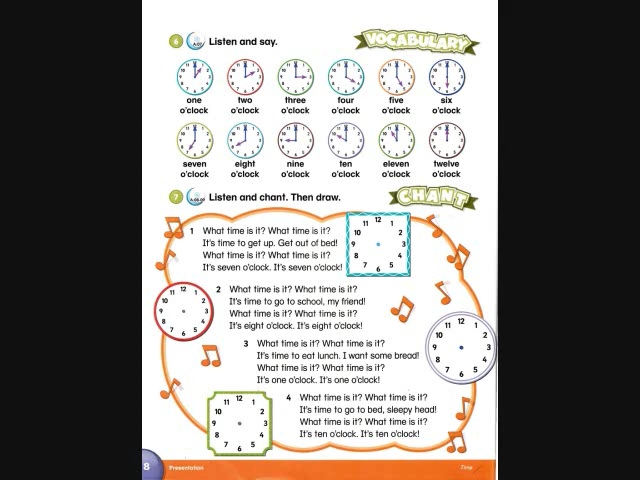 6 Listen and say.
VOCABULARY
one
o'clock
two
o'clock
three
o'clock
four
o'clock
five
o'clock
six
o'clock
seven
o'clock
eight
o'clock
nine
o'clock
ten
o'clock
eleven
o'clock
twelve
o'clock
7 Listen and chant. Then draw.
CHANT
1 What time is it? What time is it?
It's time to get up. Get out of bed!
What time is it? What time is it?
It's seven o'clock. It's seven o'clock!
2 What time is it? What time is it?
It's time to go to school, my friend!
What time is it? What time is it?
It's eight o'clock. It's eight o'clock!
3 What time is it? What time is it?
It's time to eat lunch. I want some bread!
What time is it? What time is it?
It's one o'clock. It's one o'clock!
4 What time is it? What time is it?
It's time to go to bed, sleepy head!
What time is it? What time is it?
It's ten o'clock. It's ten o'clock!
8 Presentation
Time